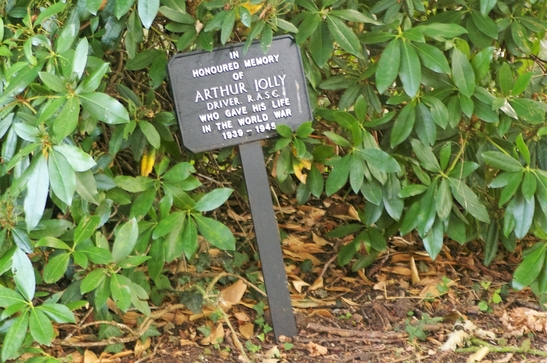 IN
HONOURED MEMORY
OF
ARTHUR JOLLY
DRIVER R.A.S.C.
WHO GAVE HIS LIFE
IN THE WORLD WAR
1939-1945